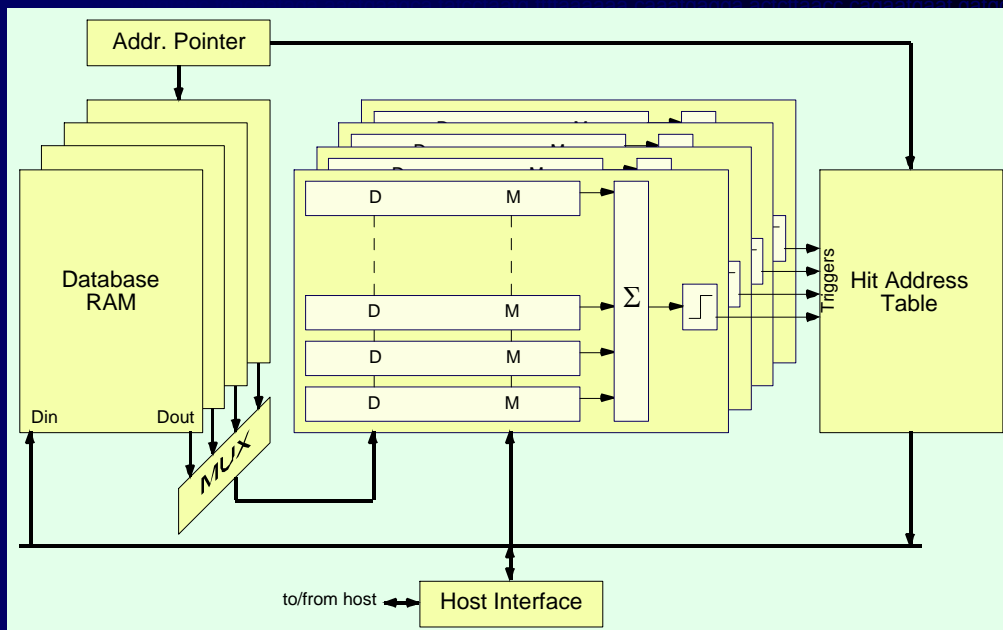 Addr. Pointer
D M
D M
D M
D M
D M
D M
D M
Σ
Database
RAM
Din Dout
MUX
Triggers
Hit Address
Table
to/from host
Host Interface